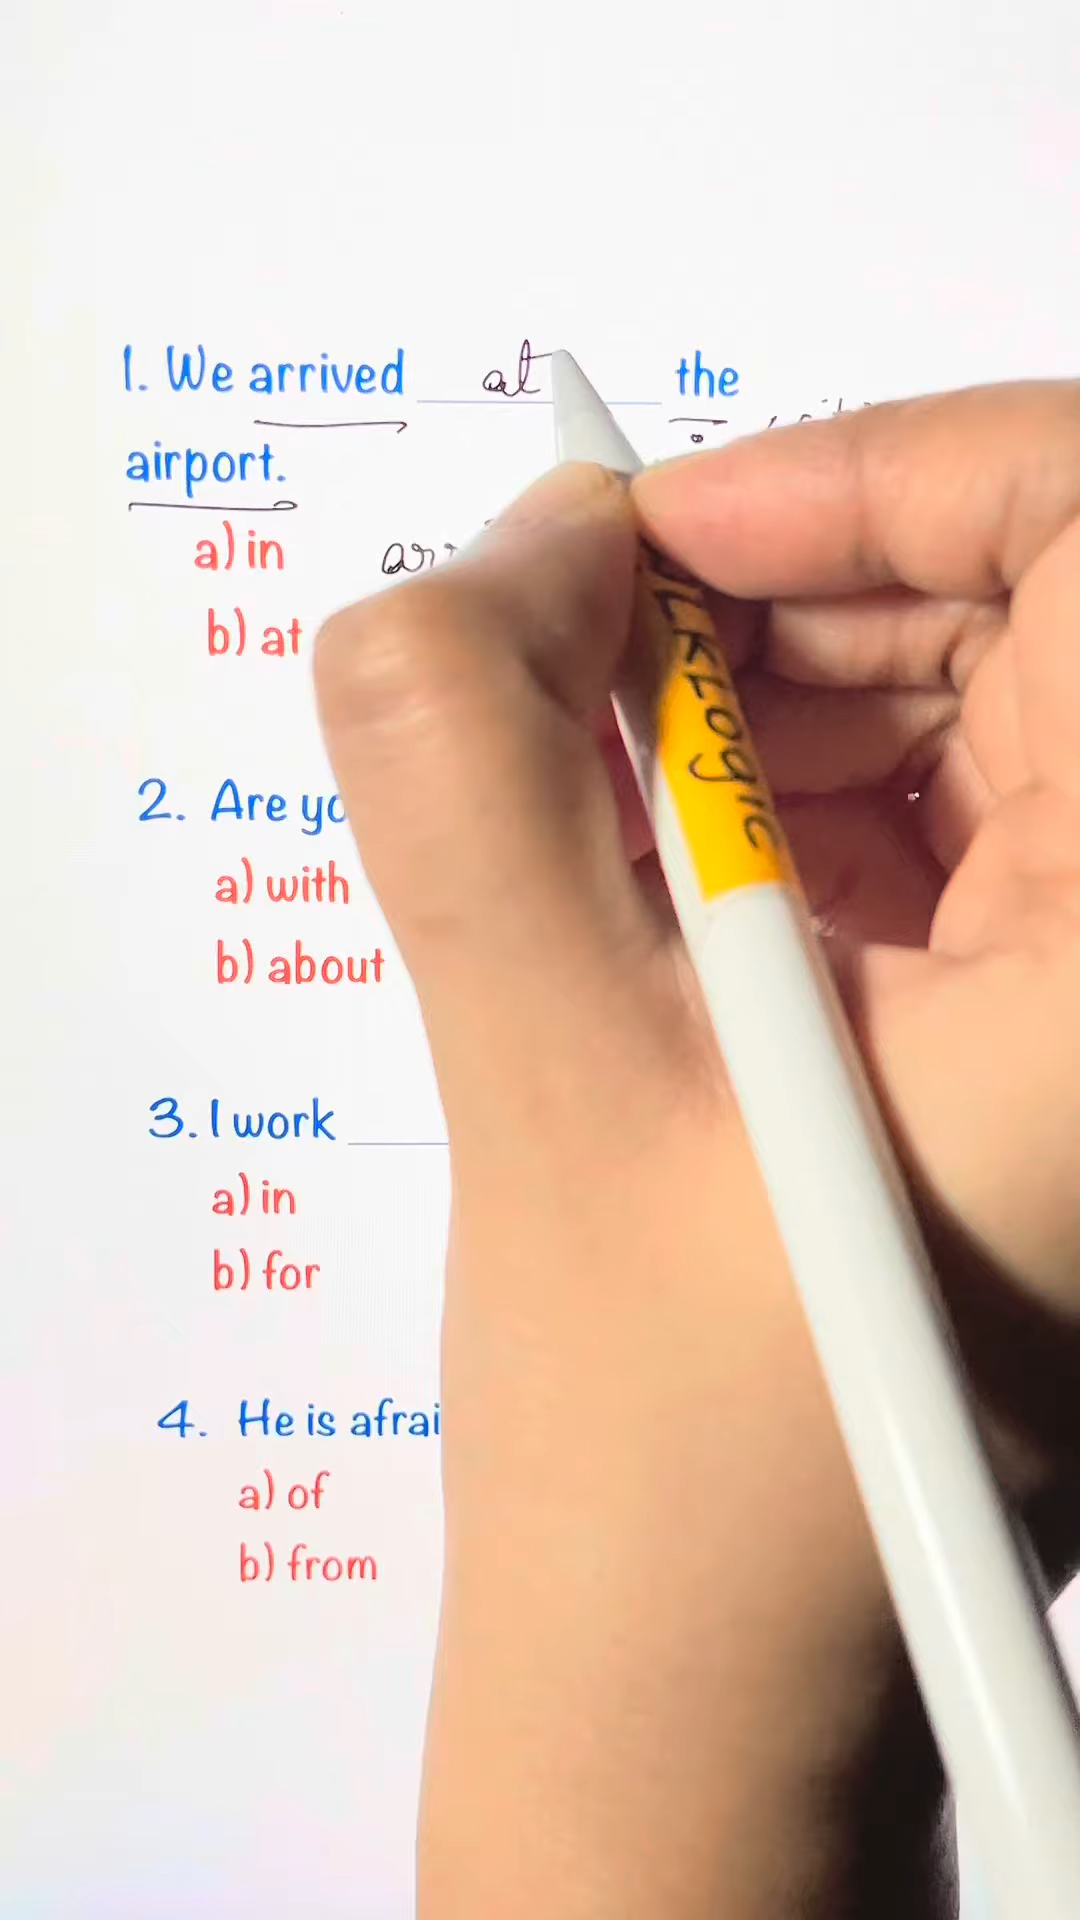 1. We arrived at the
airport.
a) in
b) at
2. Are yo
a) with
b) about
3. I work
a) in
b) for
4. He is afrai
a) of
b) from
Logic